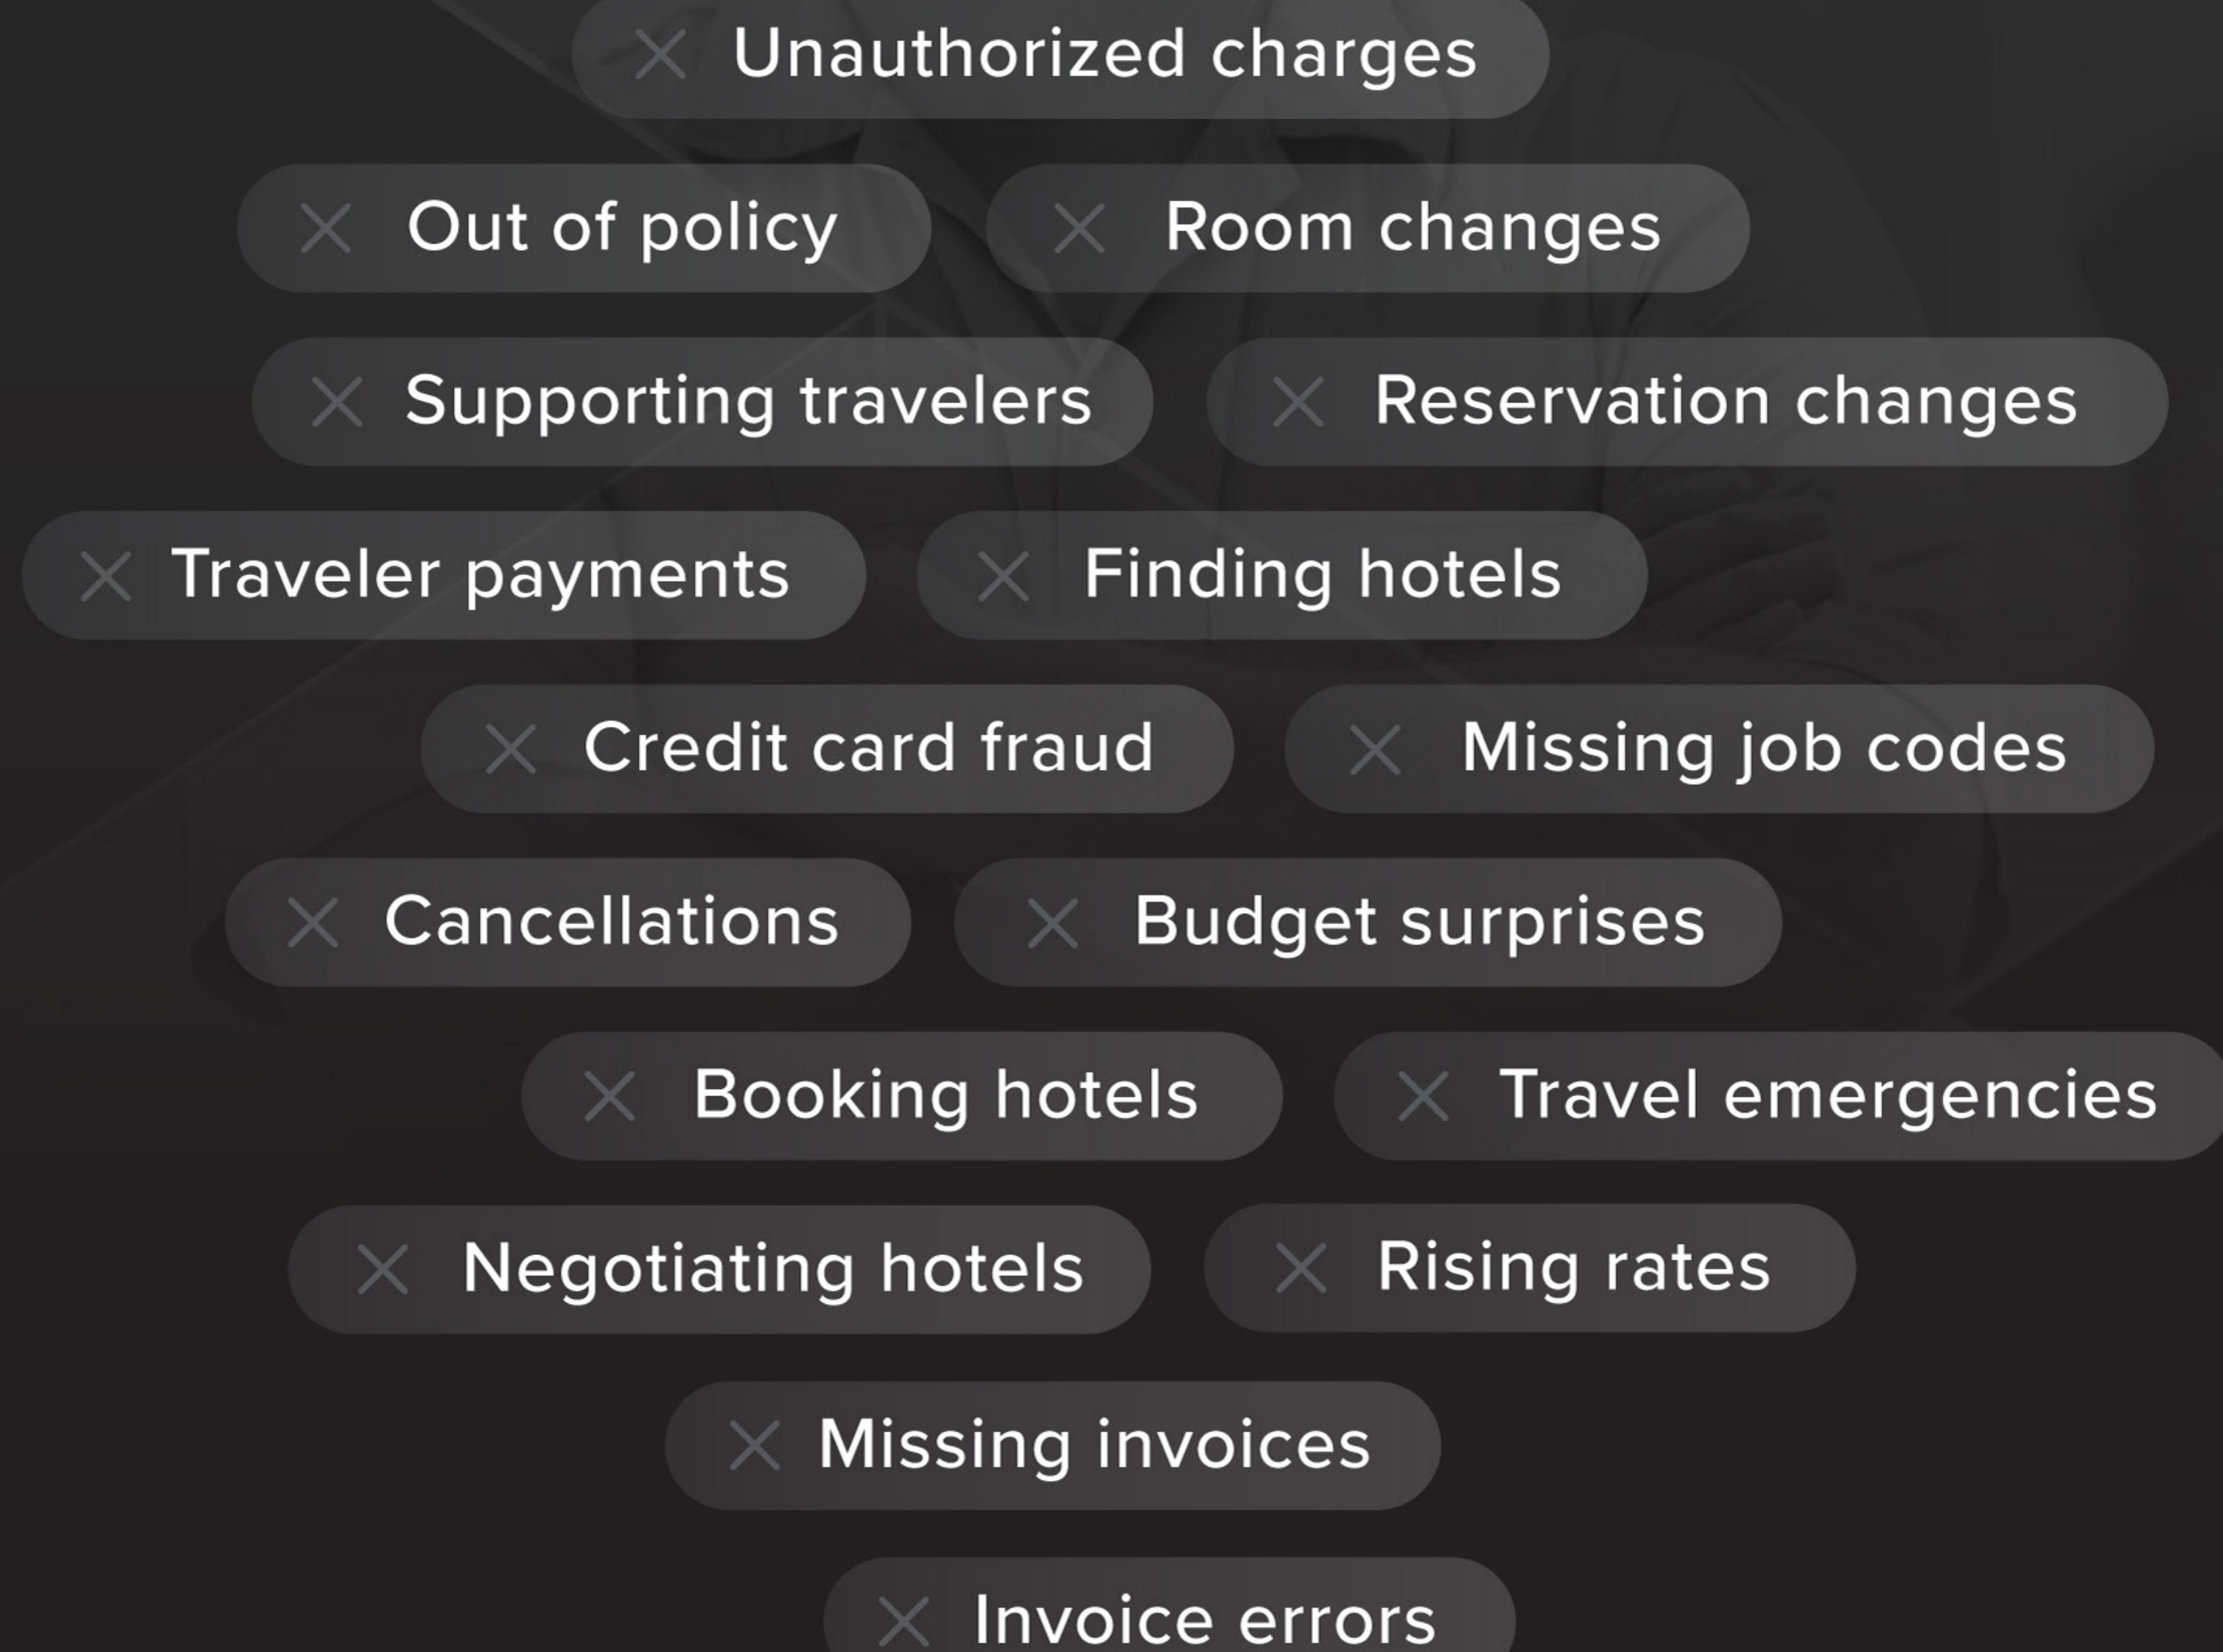 Unauthorized charges
Out of policy
Room changes
Supporting travelers
Reservation changes
Traveler payments
Finding hotels
Credit card fraud
Missing job codes
Cancellations
Budget surprises
Booking hotels
Travel emergencies
Negotiating hotels
Rising rates
Missing invoices
Invoice errors